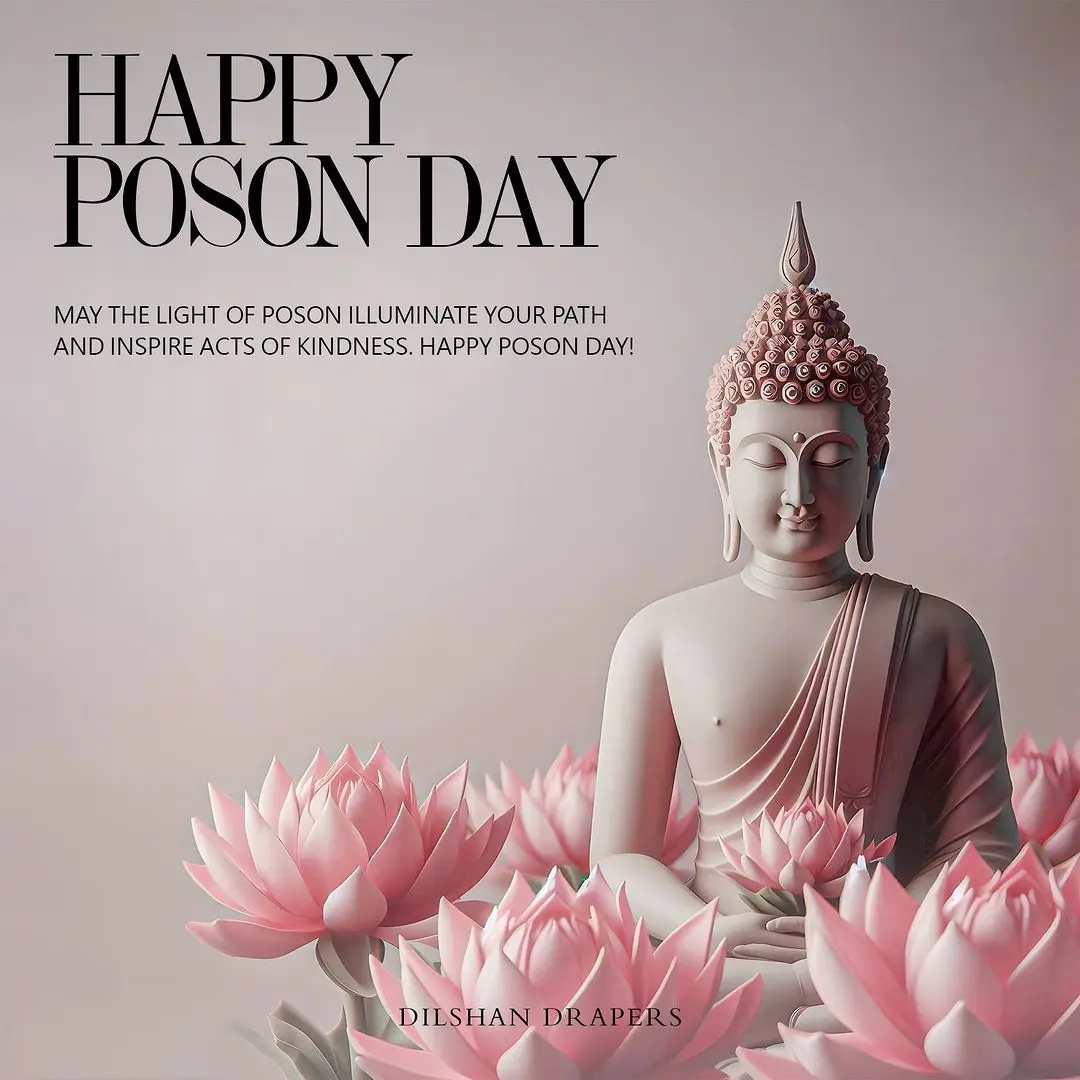 HAPPY
POSON DAY
MAY THE LIGHT OF POSON ILLUMINATE YOUR PATH
AND INSPIRE ACTS OF KINDNESS. HAPPY POSON DAY!
DILSHAN DRAPERS